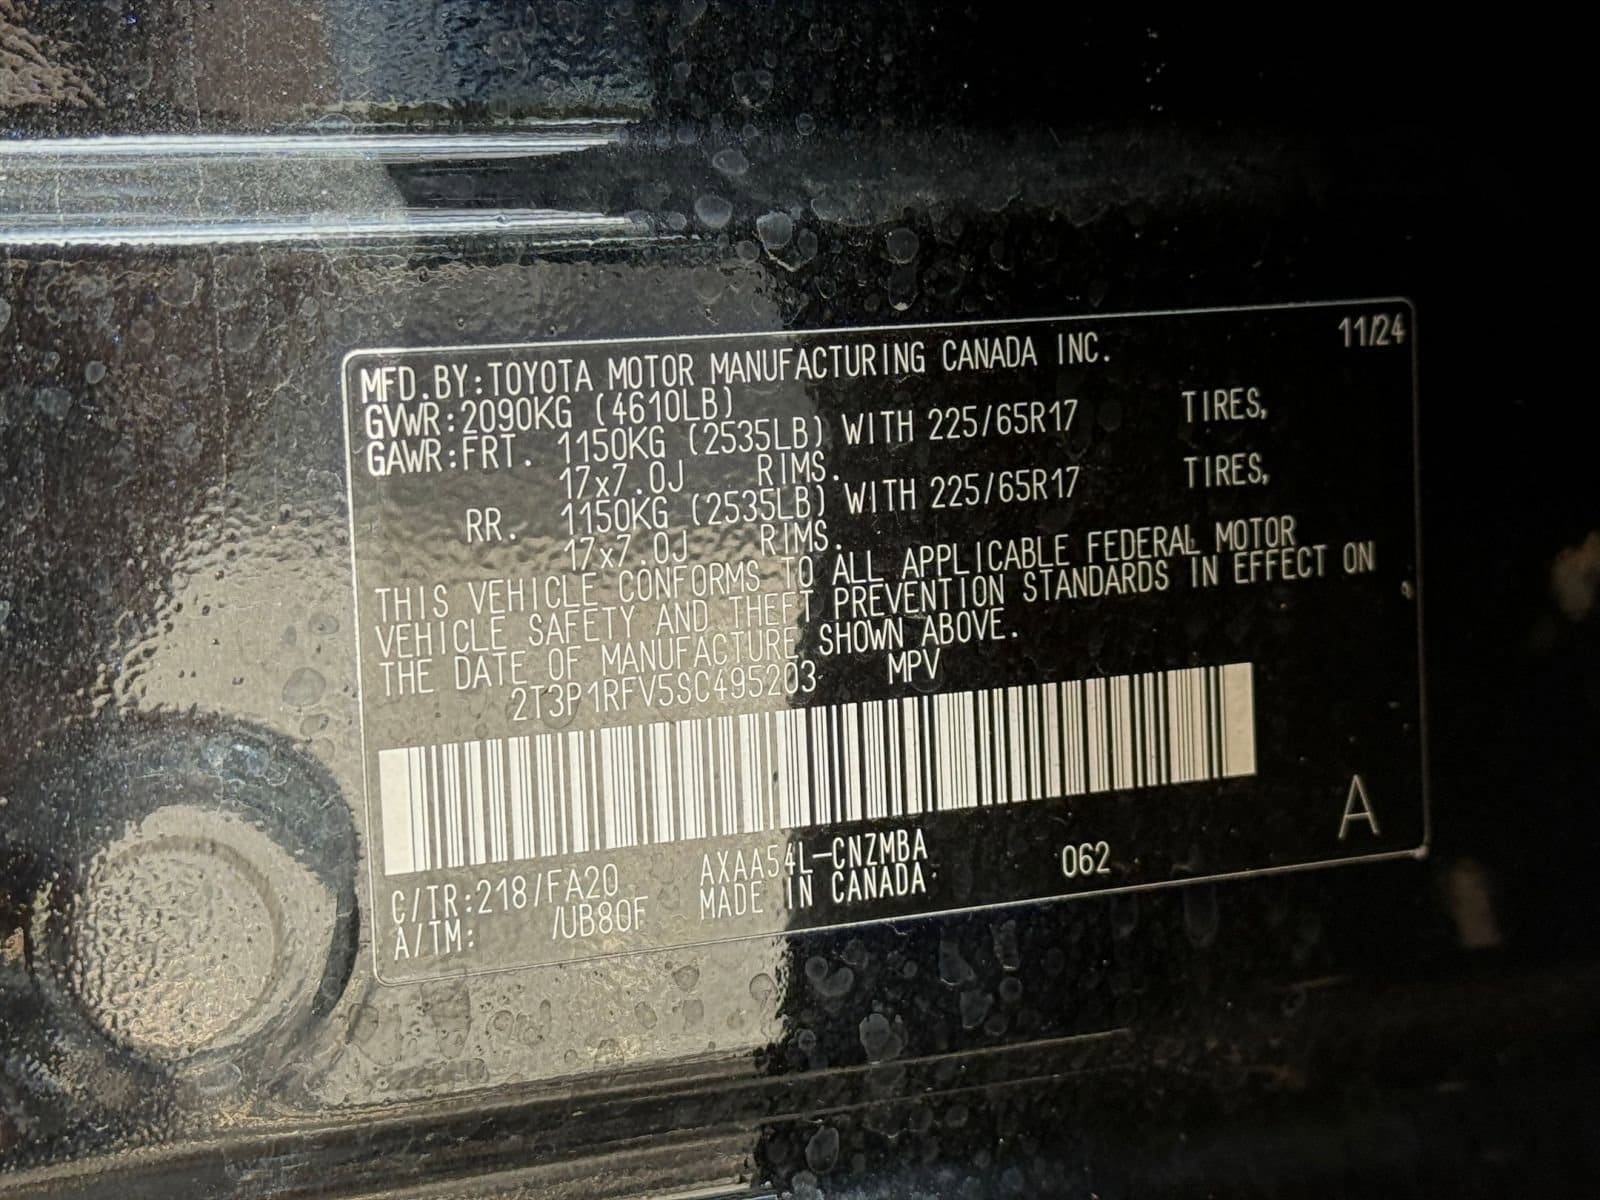 11/24
MFD.BY:TOYOTA MOTOR MANUFACTURING CANADA INC.
GVWR:2090KG (4610LB)
GAWR:FRT. 1150KG (2535LB) WITH 225/65R17 TIRES,
17x7.0J RIMS.
RR. 1150KG (2535LB) WITH 225/65R17 TIRES,
17x7.0J RIMS.
THIS VEHICLE CONFORMS TO ALL APPLICABLE FEDERAL MOTOR
VEHICLE SAFETY AND THEFT PREVENTION STANDARDS IN EFFECT ON
THE DATE OF MANUFACTURE SHOWN ABOVE.
2T3P1RFV5SC495203 MPV
A
C/TR:218/FA20 AXAA54L-CNZMBA 062
A/TM: /UB80F MADE IN CANADA